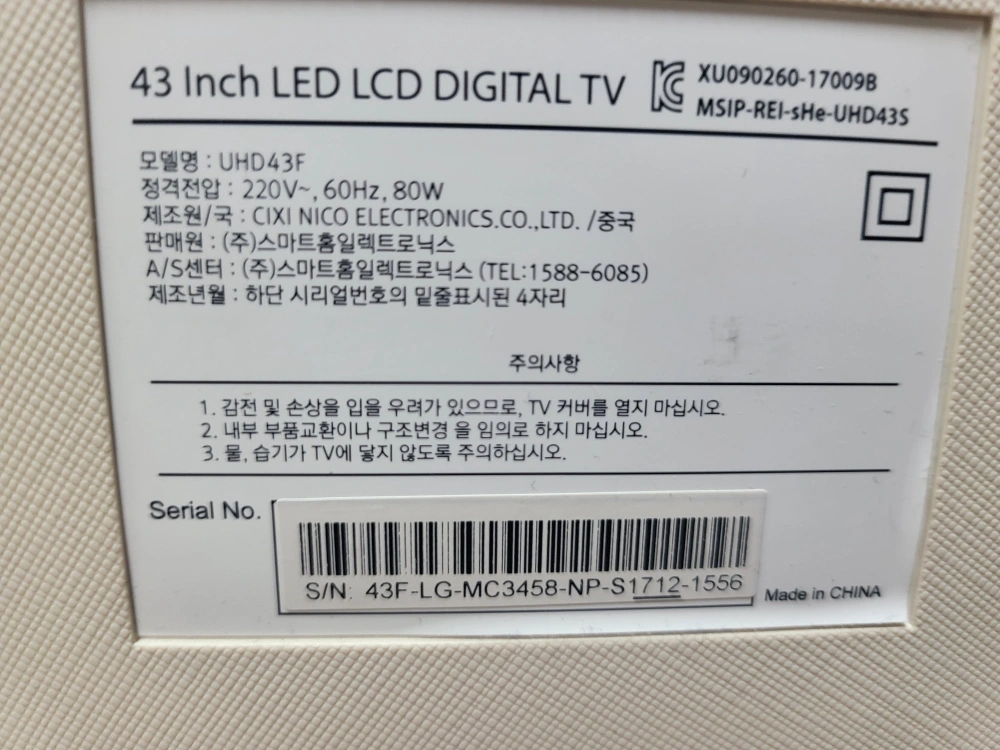 43 Inch LED LCD DIGITAL TV
XU090260-17009B
MSIP-REI-sHe-UHD43S
모델명 : UHD43F
정격전압 : 220V~, 60Hz, 80W
제조원/국 : CIXI NICO ELECTRONICS.CO.,LTD. /중국
판매원 : (주)스마트홈일렉트로닉스
A/S센터 : (주)스마트홈일렉트로닉스 (TEL:1588-6085)
제조년월 : 하단 시리얼번호의 밑줄표시된 4자리
주의사항
1. 감전 및 손상을 입을 우려가 있으므로, TV 커버를 열지 마십시오.
2. 내부 부품교환이나 구조변경 을 임의로 하지 마십시오.
3. 물, 습기가 TV에 닿지 않도록 주의하십시오.
Serial No.
S/N: 43F-LG-MC3458-NP-S1712-1556
Made in CHINA